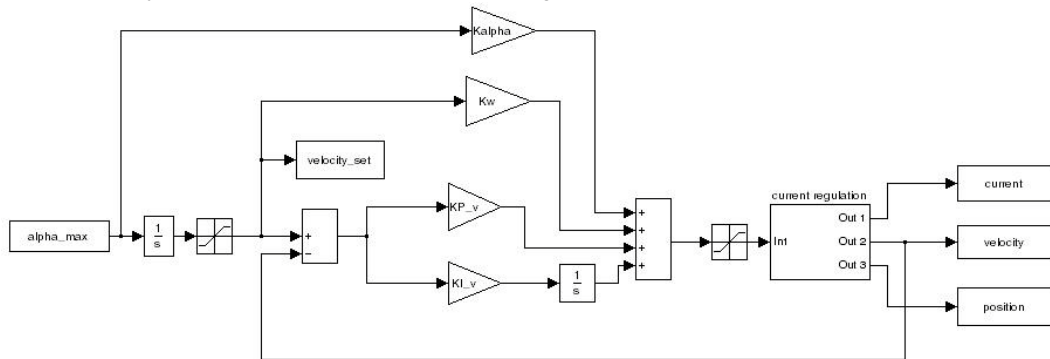 Kalpha
Kw
velocity_set
KP_v
KI_v
alpha_max
1
s
+
−
1
s
+
+
+
+
current regulation
In1
Out 1
Out 2
Out 3
current
velocity
position